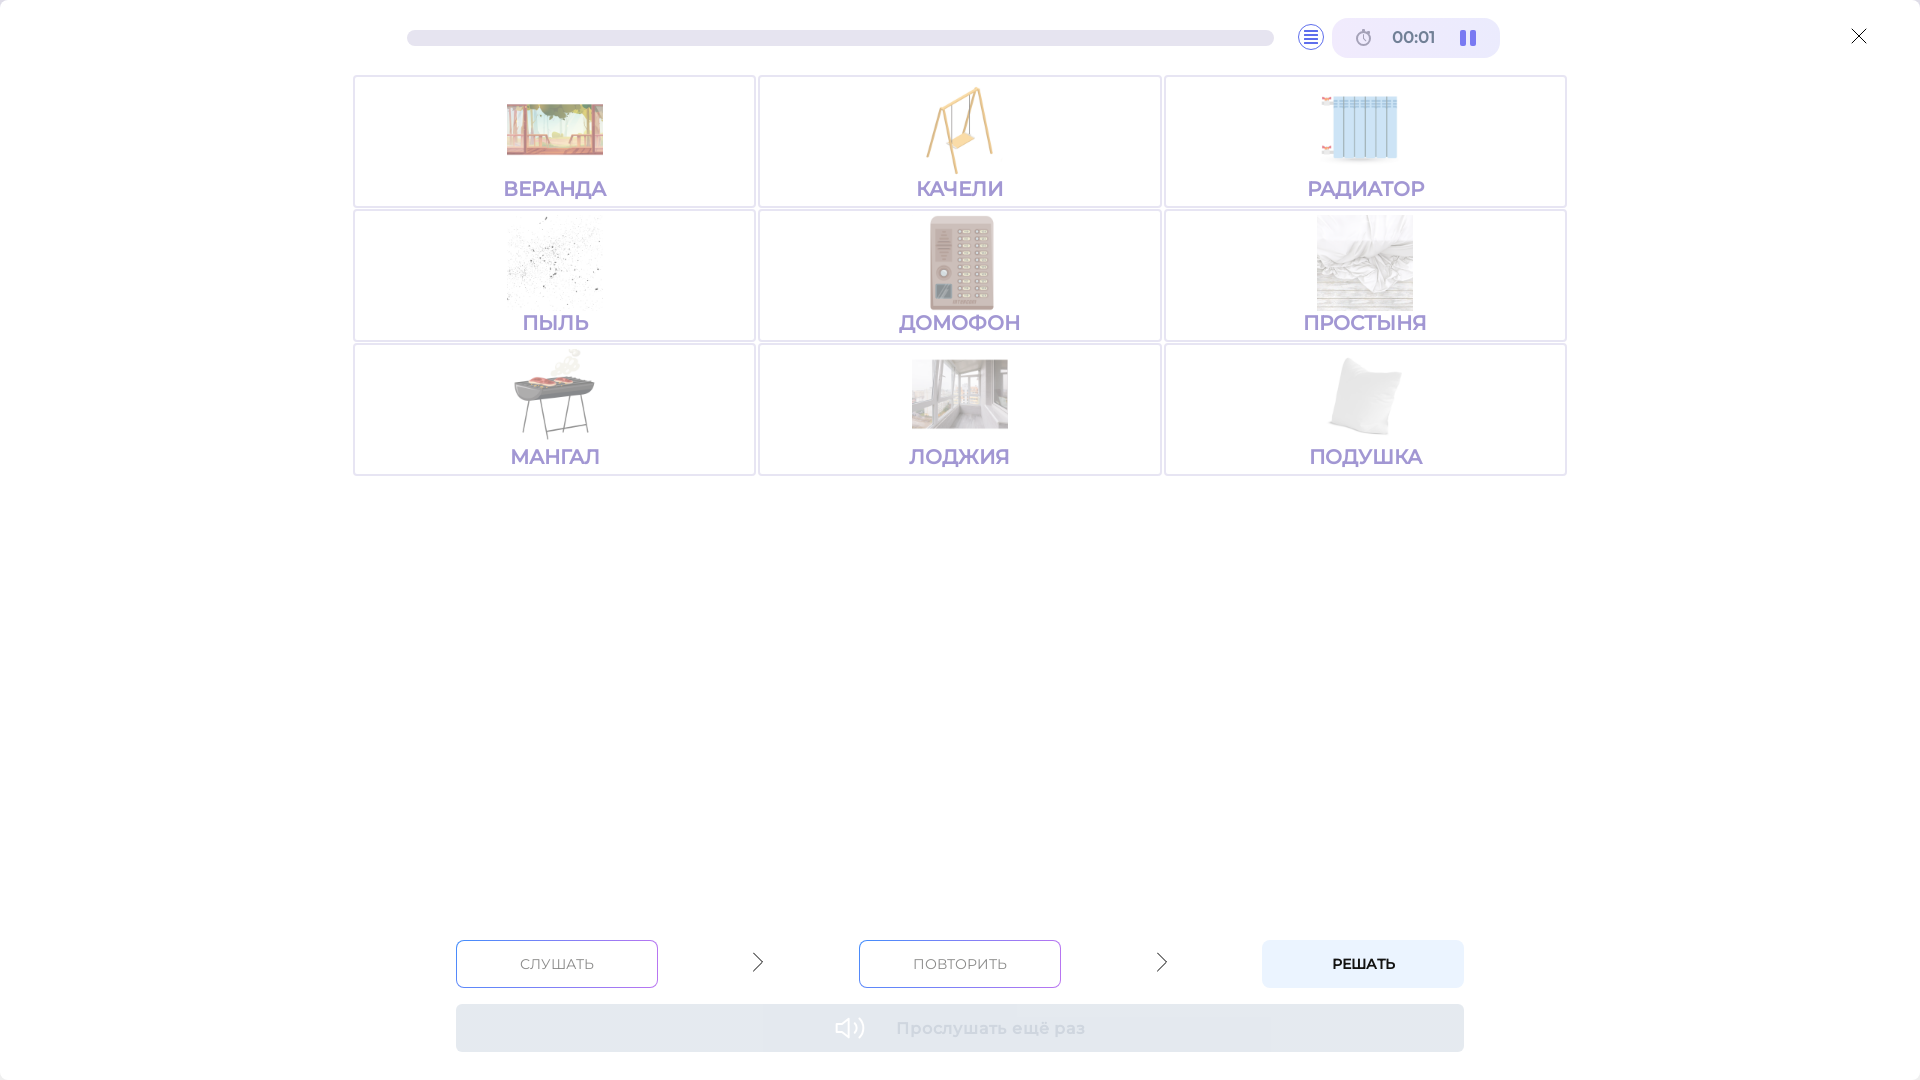 00:01
ВЕРАНДА
КАЧЕЛИ
РАДИАТОР
ПЫЛЬ
ДОМОФОН
ПРОСТЫНЯ
МАНГАЛ
ЛОДЖИЯ
ПОДУШКА
СЛУШАТЬ
ПОВТОРИТЬ
РЕШАТЬ
Прослушать ещё раз